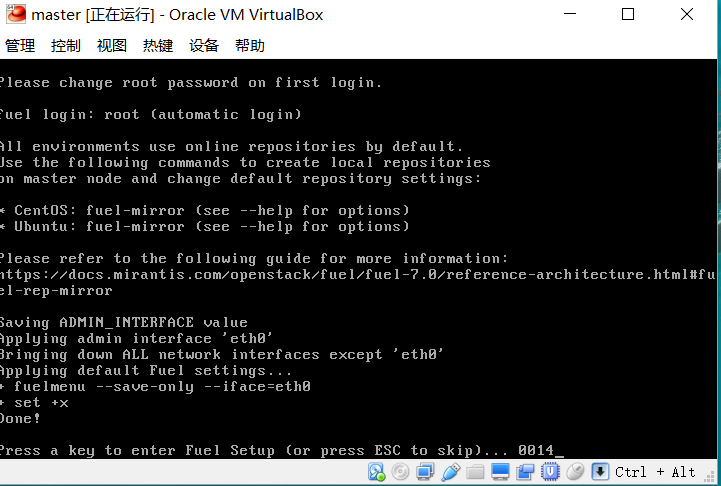 master [正在运行] - Oracle VM VirtualBox
管理 控制 视图 热键 设备 帮助
Please change root password on first login.
fuel login: root (automatic login)
All environments use online repositories by default.
Use the following commands to create local repositories
on master node and change default repository settings:
* CentOS: fuel-mirror (see --help for options)
* Ubuntu: fuel-mirror (see --help for options)
Please refer to the following guide for more information:
https://docs.mirantis.com/openstack/fuel/fuel-7.0/reference-architecture.html#fu
el-rep-mirror
Saving ADMIN_INTERFACE value
Applying admin interface 'eth0'
Bringing down ALL network interfaces except 'eth0'
Applying default Fuel settings...
+ fuelmenu --save-only --iface=eth0
+ set +x
Done!
Press a key to enter Fuel Setup (or press ESC to skip)... 0014_
Ctrl + Alt